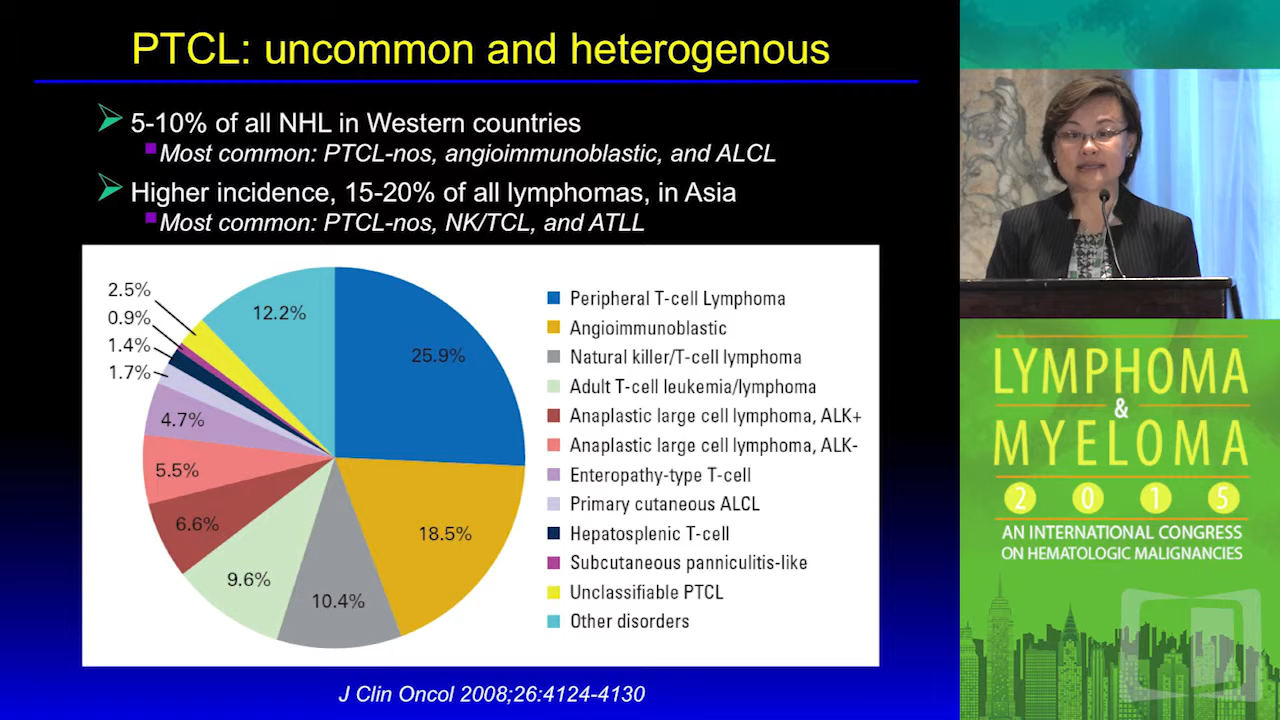 PTCL: uncommon and heterogenous
5-10% of all NHL in Western countries
Most common: PTCL-nos, angioimmunoblastic, and ALCL
Higher incidence, 15-20% of all lymphomas, in Asia
Most common: PTCL-nos, NK/TCL, and ATLL
2.5%
0.9%
1.4%
1.7%
12.2%
25.9%
4.7%
5.5%
6.6%
9.6%
10.4%
18.5%
Peripheral T-cell Lymphoma
Angioimmunoblastic
Natural killer/T-cell lymphoma
Adult T-cell leukemia/lymphoma
Anaplastic large cell lymphoma, ALK+
Anaplastic large cell lymphoma, ALK-
Enteropathy-type T-cell
Primary cutaneous ALCL
Hepatosplenic T-cell
Subcutaneous panniculitis-like
Unclassifiable PTCL
Other disorders
J Clin Oncol 2008;26:4124-4130
LYMPHOMA
&
MYELOMA
2 0 1 5
AN INTERNATIONAL CONGRESS
ON HEMATOLOGIC MALIGNANCIES